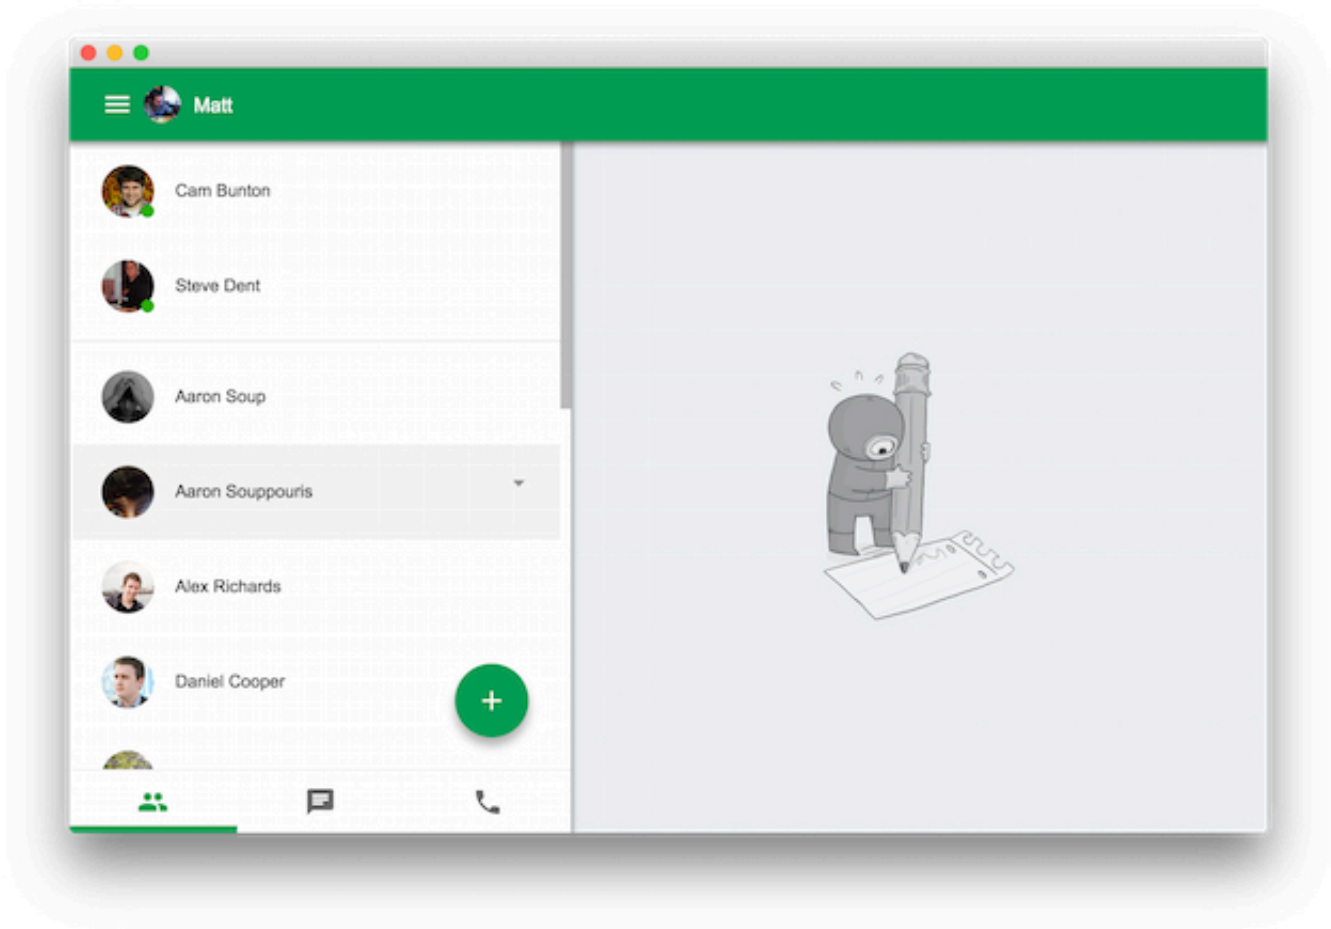 Matt
Cam Bunton
Steve Dent
Aaron Soup
Aaron Souppouris
Alex Richards
Daniel Cooper